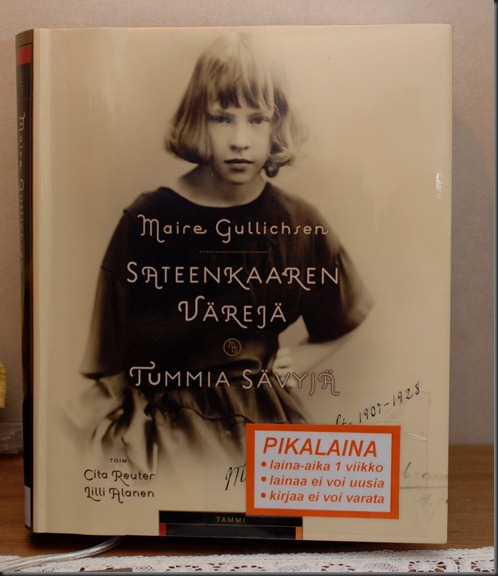 Maire Gullichsen
SATEENKAAREN
VÄREJÄ
TUMMIA SÄVYJÄ
1907-1928
TOIM.
Cita Reuter
Lilli Alanen
PIKALAINA
• laina-aika 1 viikko
• lainaa ei voi uusia
• kirjaa ei voi varata
TAMMI
Maire